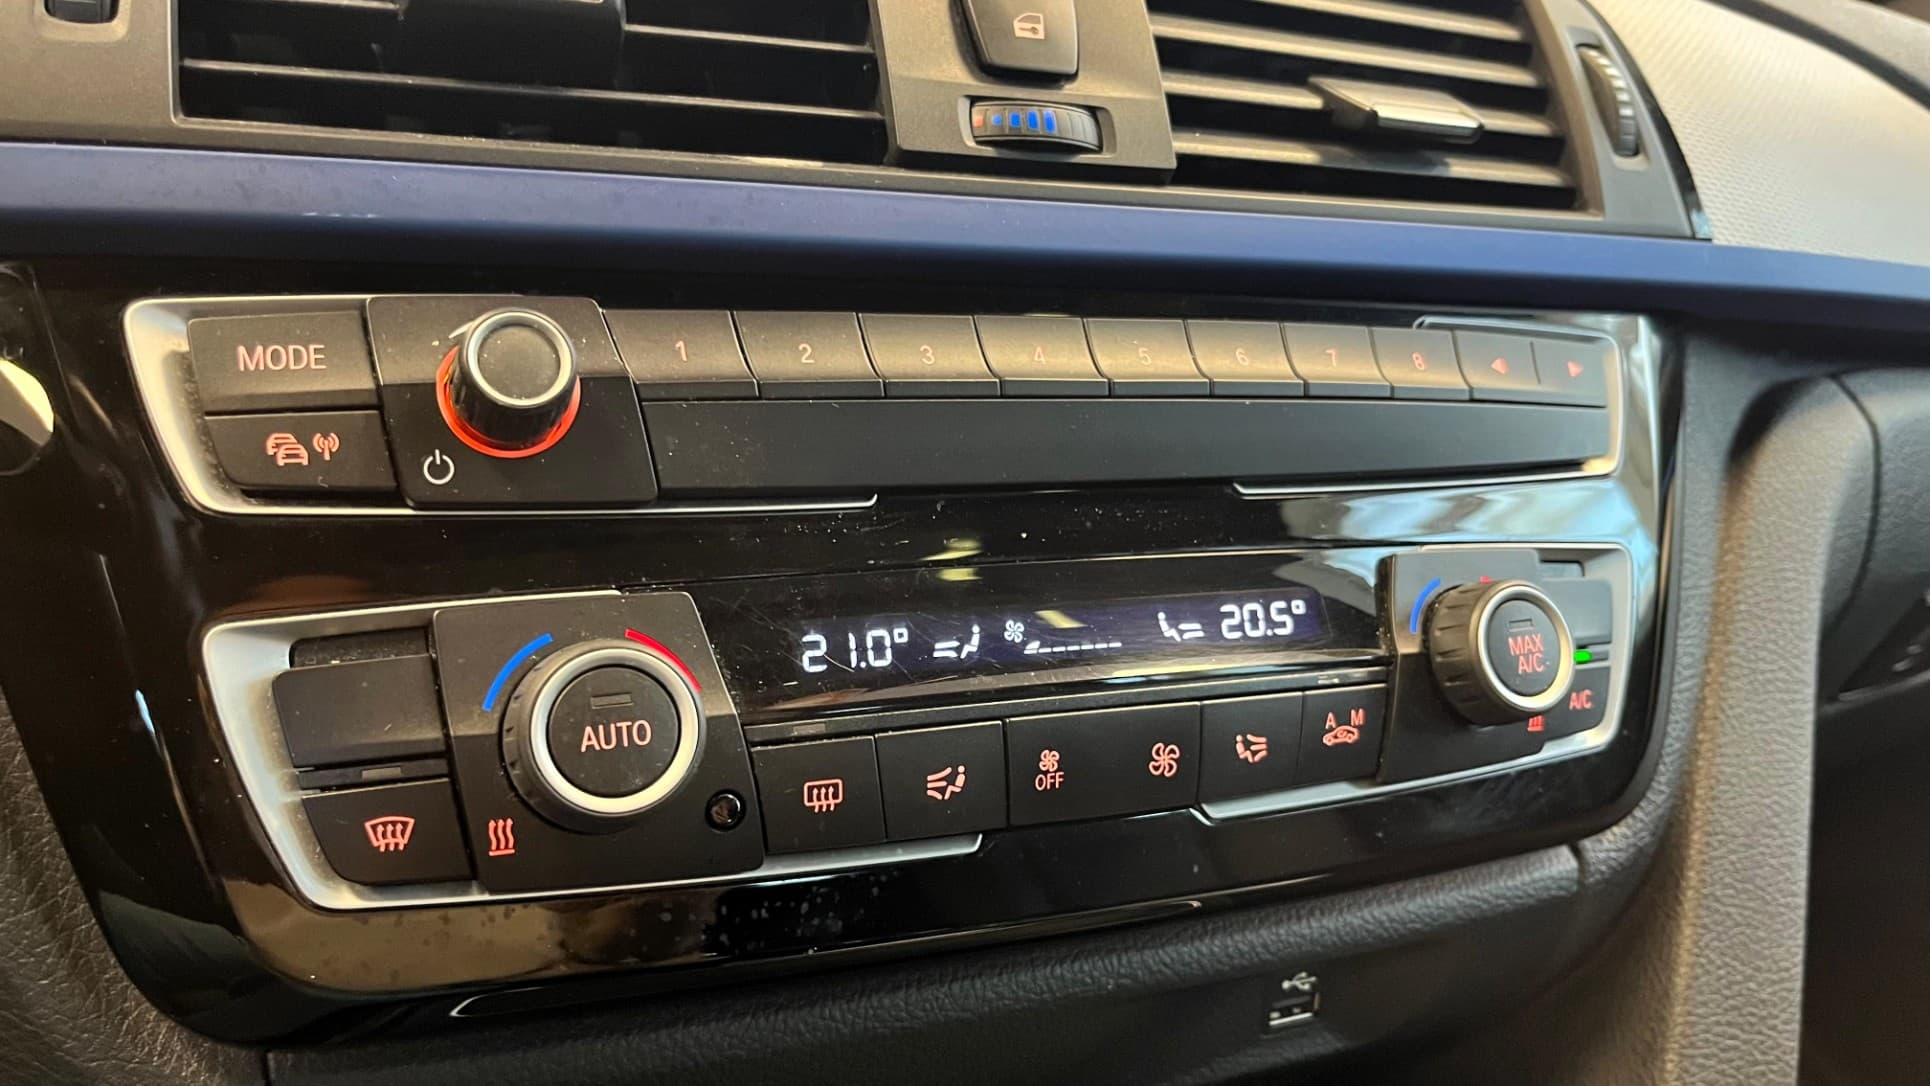 MODE
1 2 3 4 5 6 7 8
21.0° 20.5°
MAX
A/C
A/C
AUTO
OFF
A M